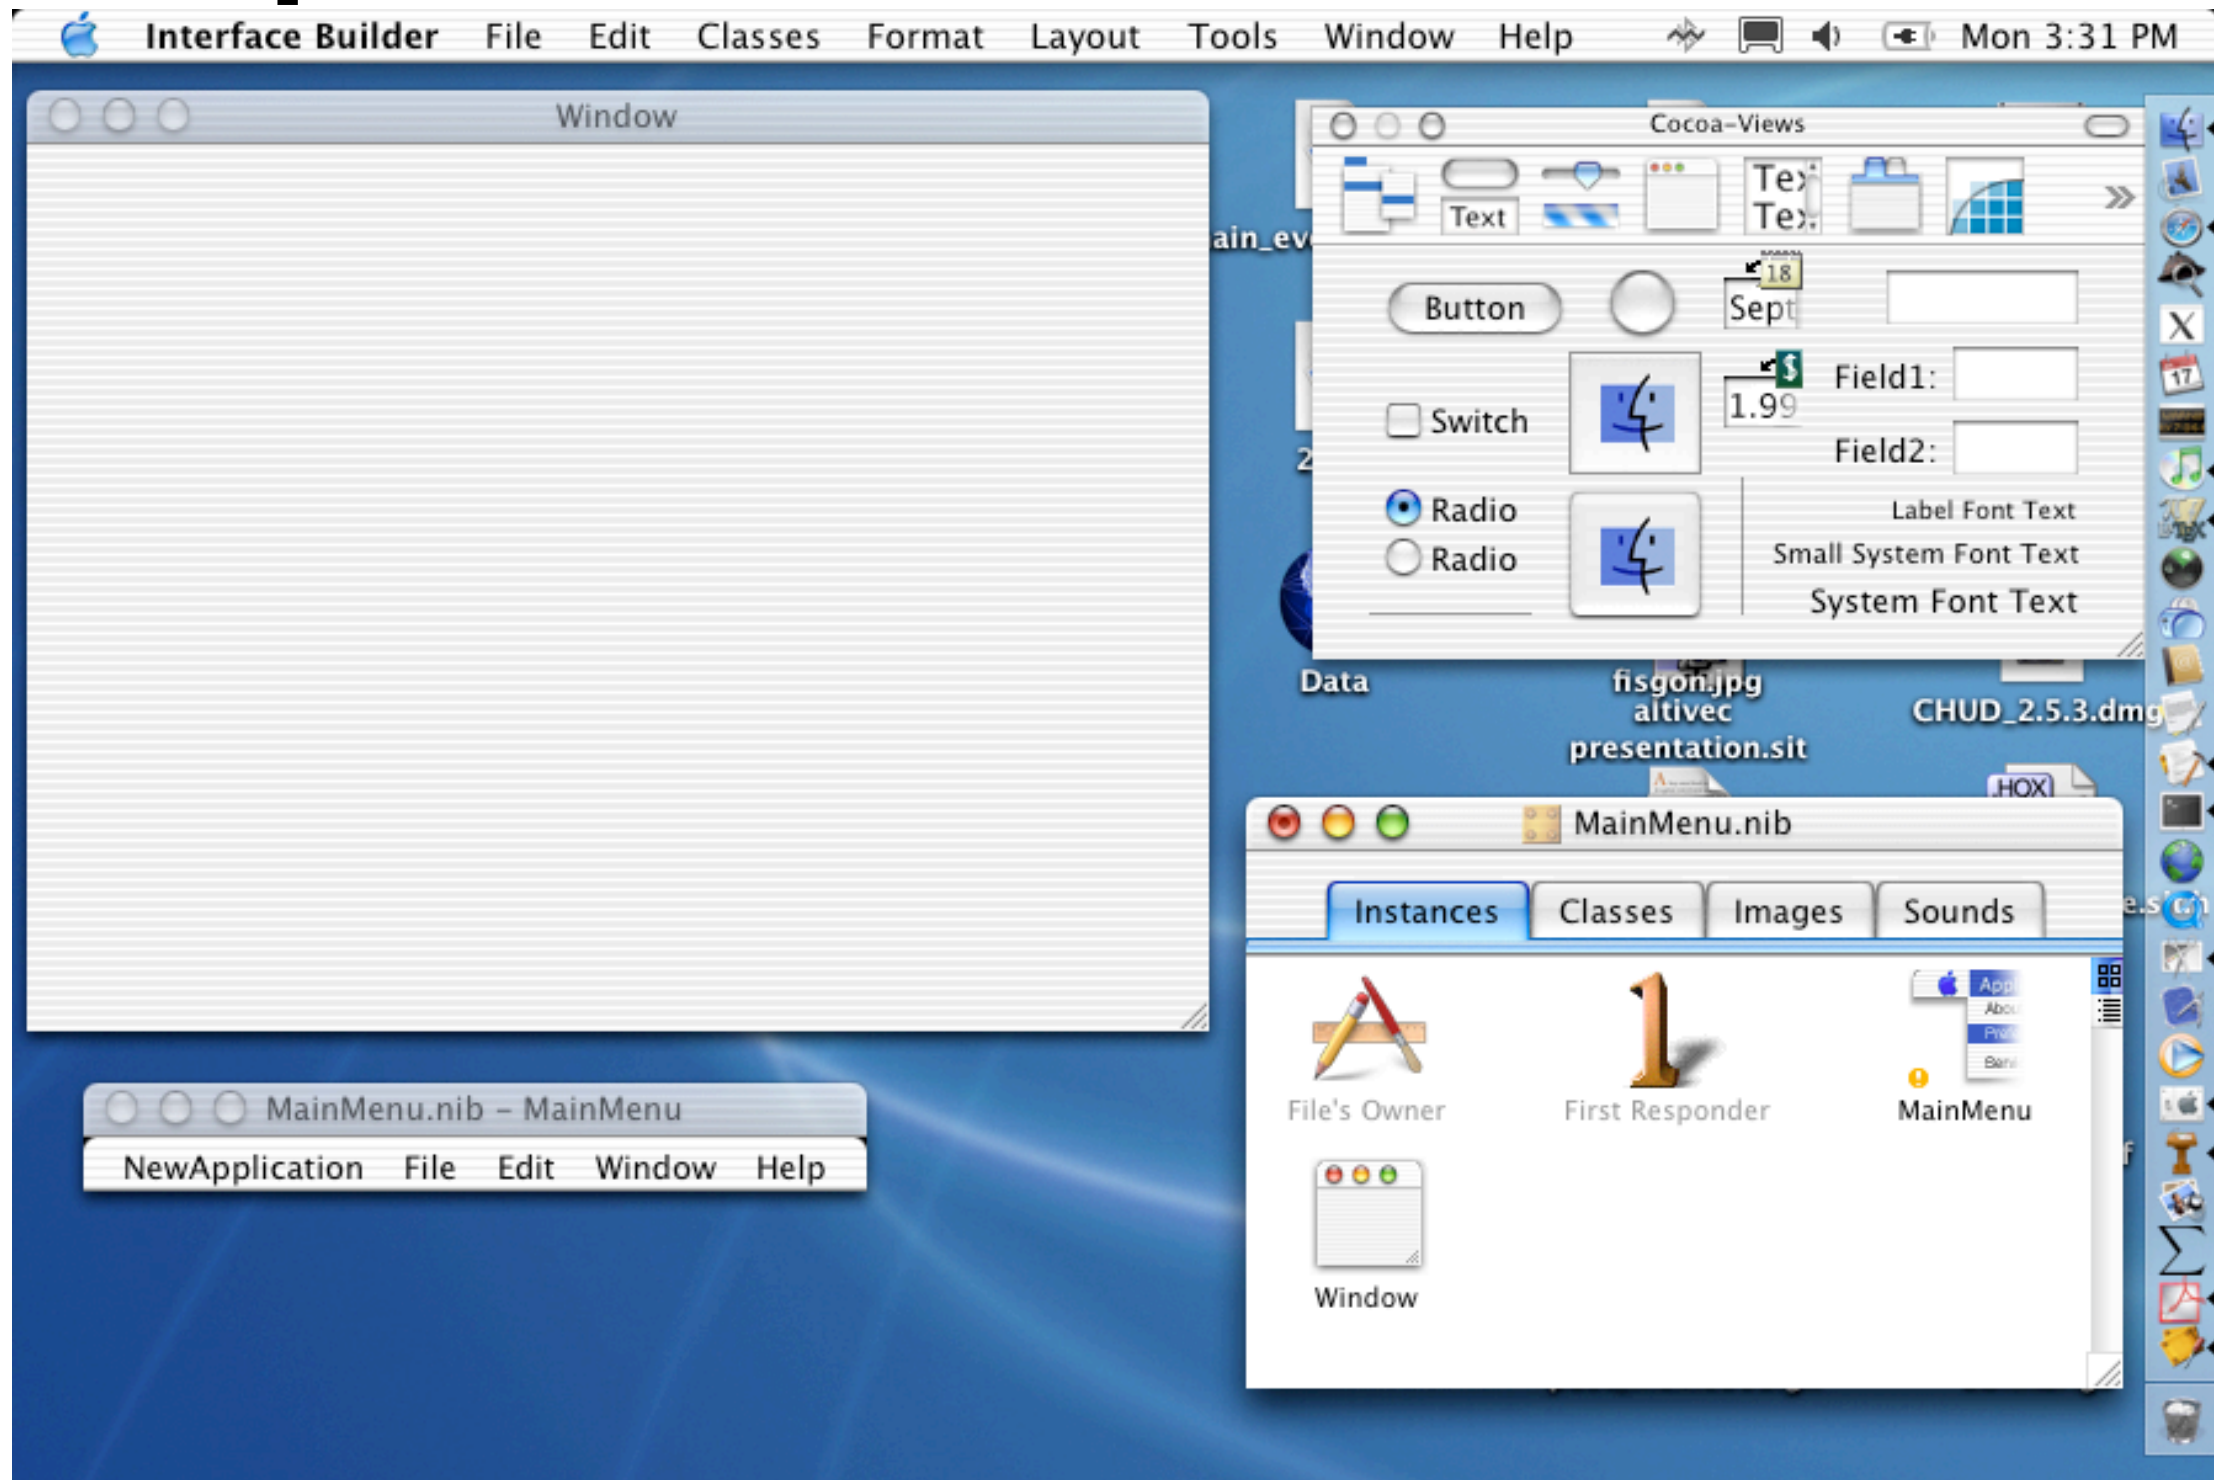 Interface Builder File Edit Classes Format Layout Tools Window Help Mon 3:31 PM
Window
Cocoa-Views
Text
Button
18
Sept
Switch
$
1.99
Field1:
Field2:
Radio
Radio
Label Font Text
Small System Font Text
System Font Text
Data
fisgon.jpg
altivec
presentation.sit
CHUD_2.5.3.dmg
.HOX
MainMenu.nib
Instances Classes Images Sounds
File's Owner
First Responder
MainMenu
Window
MainMenu.nib – MainMenu
NewApplication File Edit Window Help
X
17